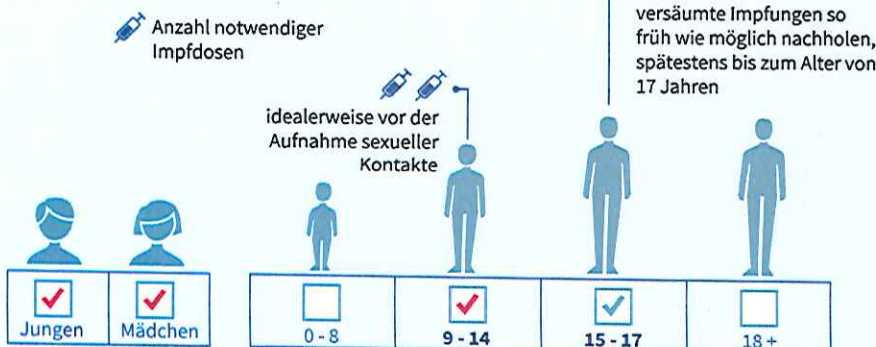 Anzahl notwendiger
Impfdosen
versäumte Impfungen so
früh wie möglich nachholen,
spätestens bis zum Alter von
17 Jahren
idealerweise vor der
Aufnahme sexueller
Kontakte
Jungen
Mädchen
0 - 8
9 - 14
15 - 17
18 +